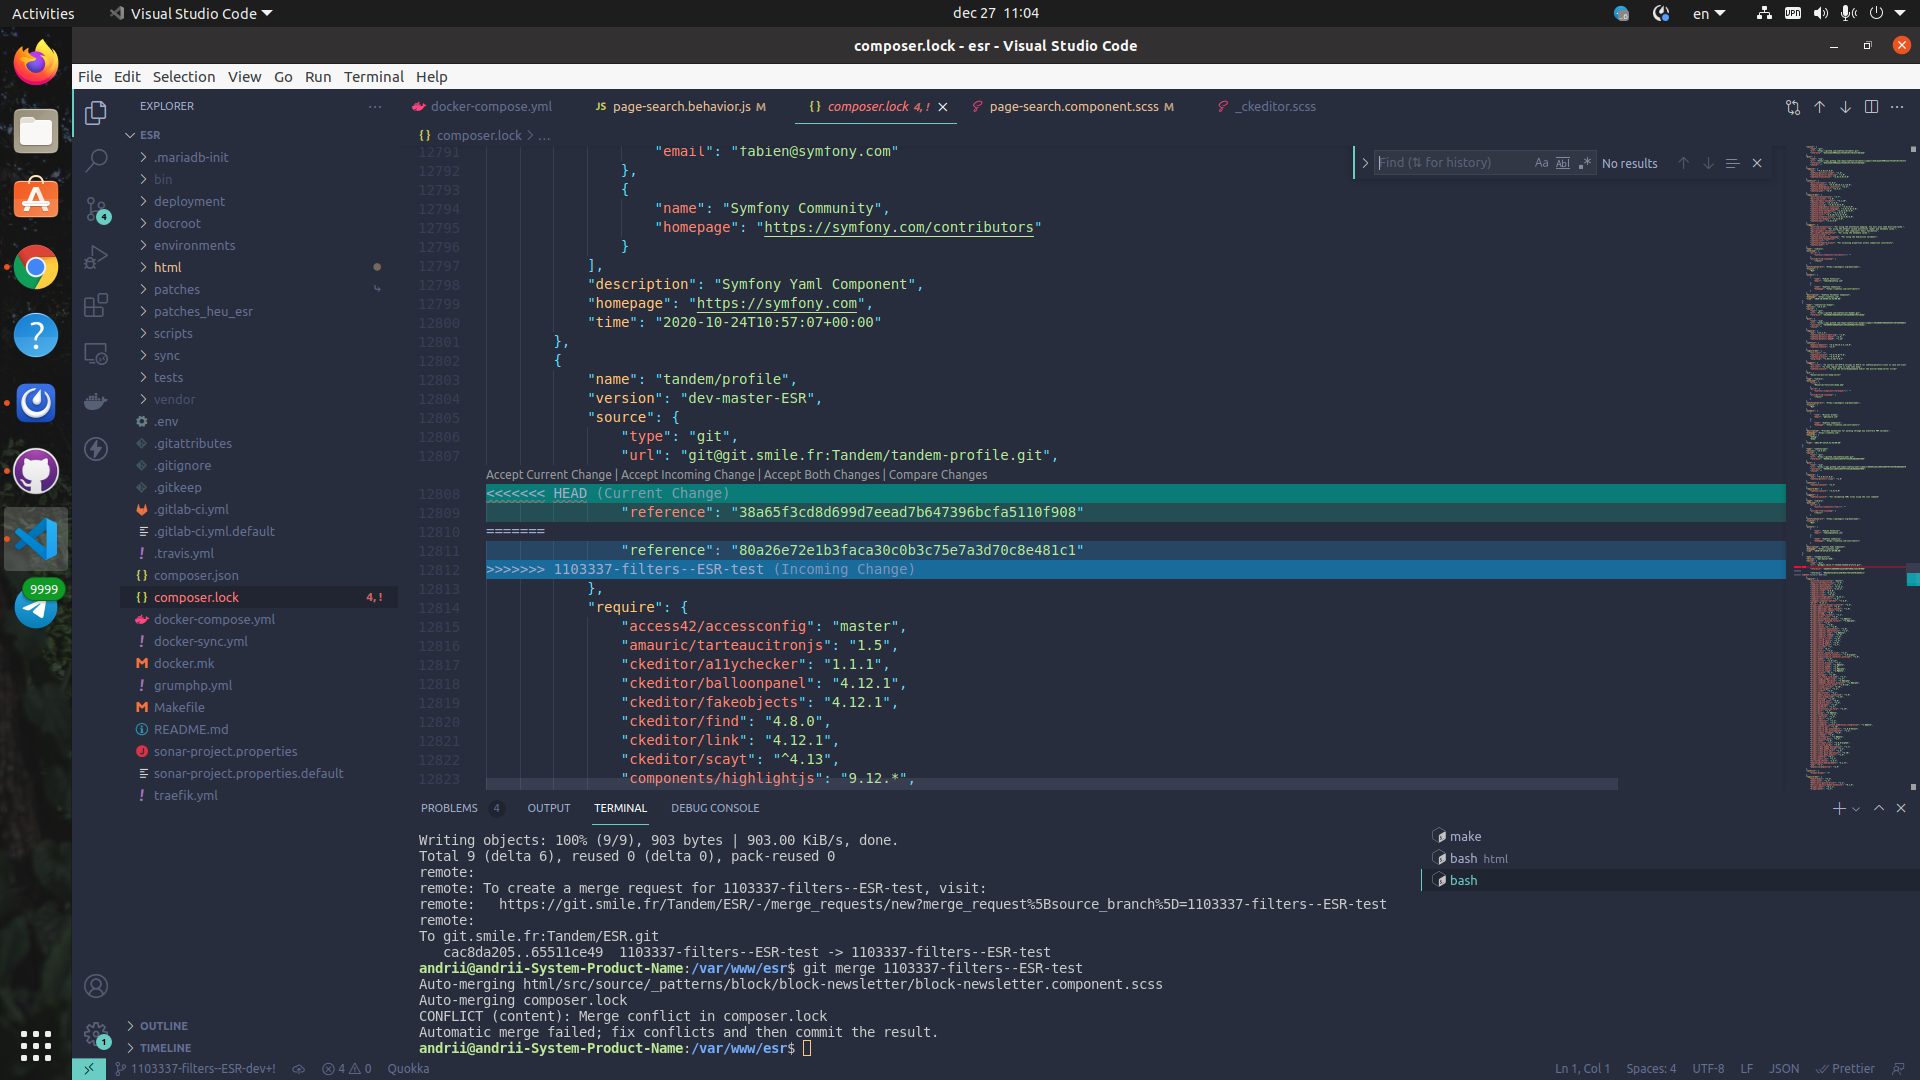 Activities
Visual Studio Code
dec 27 11:04
en
VPN
composer.lock - esr - Visual Studio Code
File Edit Selection View Go Run Terminal Help
EXPLORER
ESR
.mariadb-init
bin
deployment
docroot
environments
html
patches
patches_heu_esr
scripts
sync
tests
vendor
.env
.gitattributes
.gitignore
.gitkeep
.gitlab-ci.yml
.gitlab-ci.yml.default
.travis.yml
composer.json
composer.lock 4, !
docker-compose.yml
docker-sync.yml
docker.mk
grumphp.yml
Makefile
README.md
sonar-project.properties
sonar-project.properties.default
traefik.yml
OUTLINE
TIMELINE
4
9999
1
docker-compose.yml
JS page-search.behavior.js M
{} composer.lock 4, !
page-search.component.scss M
_ckeditor.scss
{} composer.lock > ...
Find (⇅ for history)
Aa
No results
12791 "email": "fabien@symfony.com"
12792 },
12793 {
12794 "name": "Symfony Community",
12795 "homepage": "https://symfony.com/contributors"
12796 }
12797 ],
12798 "description": "Symfony Yaml Component",
12799 "homepage": "https://symfony.com",
12800 "time": "2020-10-24T10:57:07+00:00"
12801 },
12802 {
12803 "name": "tandem/profile",
12804 "version": "dev-master-ESR",
12805 "source": {
12806 "type": "git",
12807 "url": "git@git.smile.fr:Tandem/tandem-profile.git",
Accept Current Change | Accept Incoming Change | Accept Both Changes | Compare Changes
12808 <<<<<<< HEAD (Current Change)
12809 "reference": "38a65f3cd8d699d7eead7b647396bcfa5110f908"
12810 =======
12811 "reference": "80a26e72e1b3faca30c0b3c75e7a3d70c8e481c1"
12812 >>>>>>> 1103337-filters--ESR-test (Incoming Change)
12813 },
12814 "require": {
12815 "access42/accessconfig": "master",
12816 "amauric/tarteaucitronjs": "1.5",
12817 "ckeditor/a11ychecker": "1.1.1",
12818 "ckeditor/balloonpanel": "4.12.1",
12819 "ckeditor/fakeobjects": "4.12.1",
12820 "ckeditor/find": "4.8.0",
12821 "ckeditor/link": "4.12.1",
12822 "ckeditor/scayt": "^4.13",
12823 "components/highlightjs": "9.12.*",
PROBLEMS 4 OUTPUT TERMINAL DEBUG CONSOLE
Writing objects: 100% (9/9), 903 bytes | 903.00 KiB/s, done.
Total 9 (delta 6), reused 0 (delta 0), pack-reused 0
remote:
remote: To create a merge request for 1103337-filters--ESR-test, visit:
remote:   https://git.smile.fr/Tandem/ESR/-/merge_requests/new?merge_request%5Bsource_branch%5D=1103337-filters--ESR-test
remote:
To git.smile.fr:Tandem/ESR.git
   cac8da205..65511ce49  1103337-filters--ESR-test -> 1103337-filters--ESR-test
andrii@andrii-System-Product-Name:/var/www/esr$ git merge 1103337-filters--ESR-test
Auto-merging html/src/source/_patterns/block/block-newsletter/block-newsletter.component.scss
Auto-merging composer.lock
CONFLICT (content): Merge conflict in composer.lock
Automatic merge failed; fix conflicts and then commit the result.
andrii@andrii-System-Product-Name:/var/www/esr$
make
bash html
bash
1103337-filters--ESR-dev+! 4 0 Quokka
Ln 1, Col 1 Spaces: 4 UTF-8 LF JSON Prettier